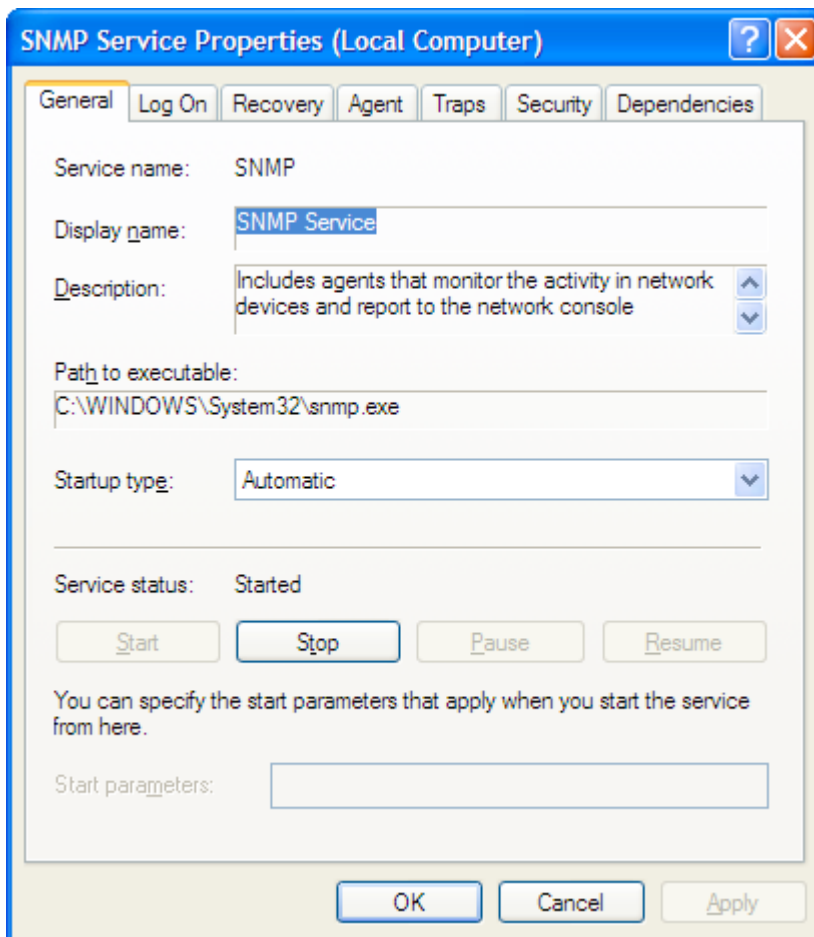 SNMP Service Properties (Local Computer)
General Log On Recovery Agent Traps Security Dependencies
Service name: SNMP
Display name: SNMP Service
Description: Includes agents that monitor the activity in network
devices and report to the network console
Path to executable:
C:\WINDOWS\System32\snmp.exe
Startup type: Automatic
Service status: Started
Start Stop Pause Resume
You can specify the start parameters that apply when you start the service
from here.
Start parameters:
OK Cancel Apply